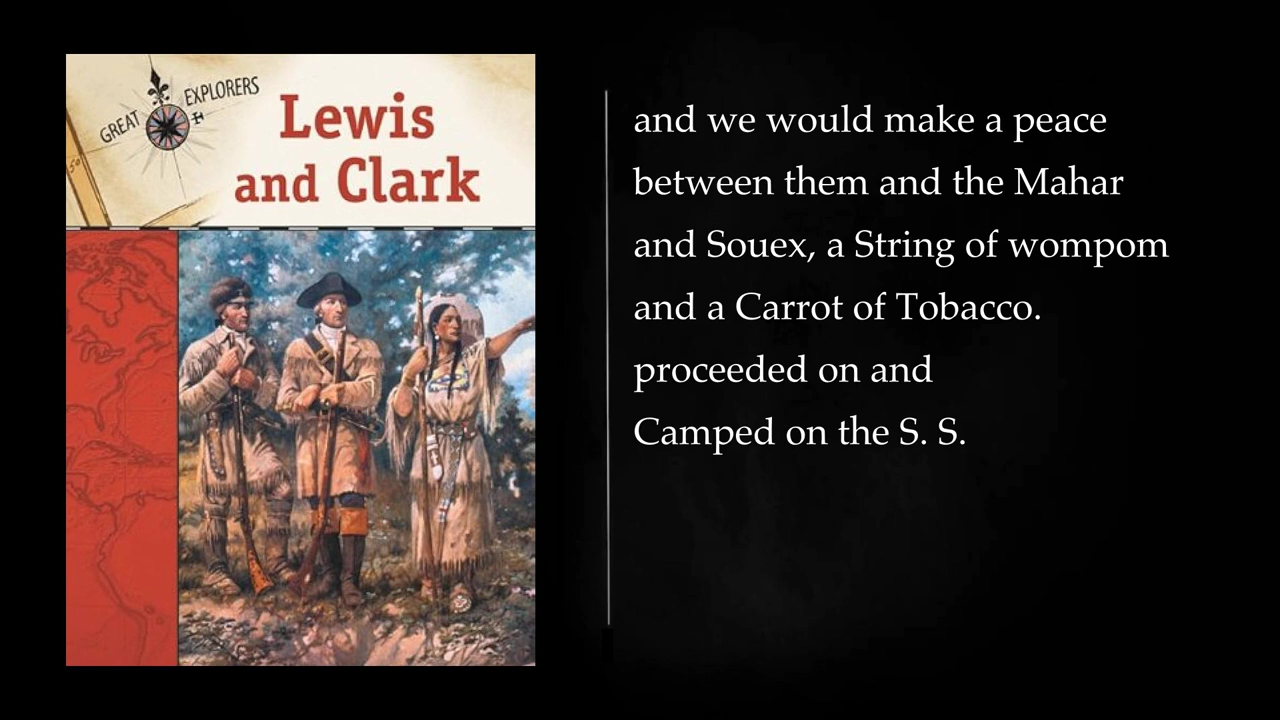 GREAT EXPLORERS
Lewis
and Clark
50
and we would make a peace
between them and the Mahar
and Souex, a String of wompom
and a Carrot of Tobacco.
proceeded on and
Camped on the S. S.